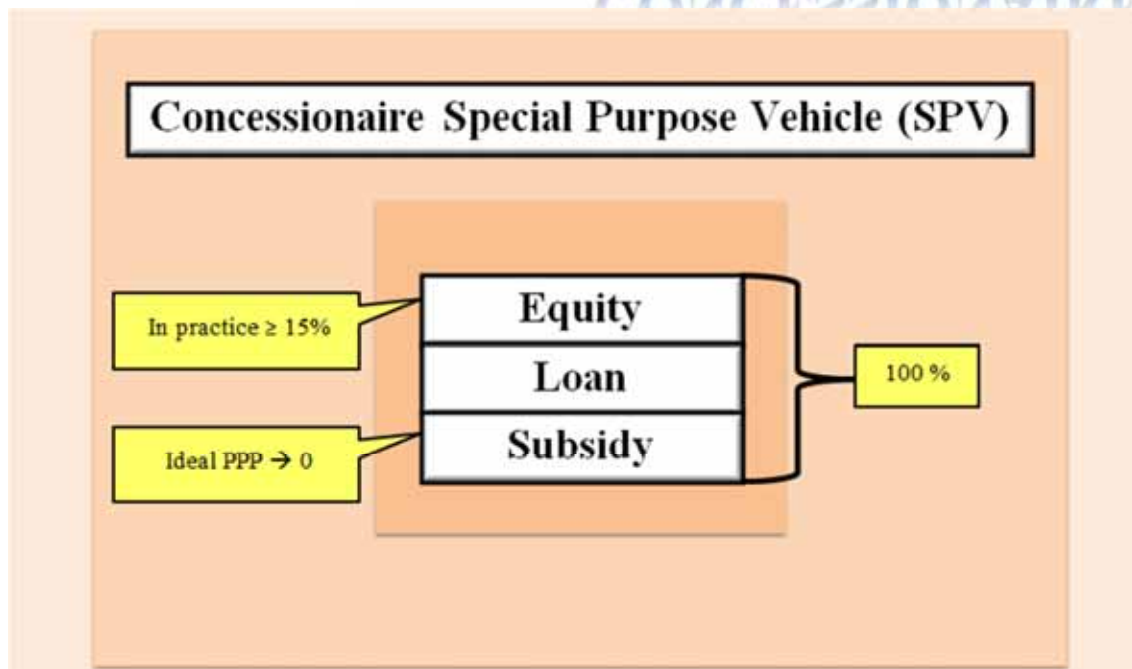 Concessionaire Special Purpose Vehicle (SPV)
In practice ≥ 15%
Equity
Loan
100 %
Ideal PPP → 0
Subsidy